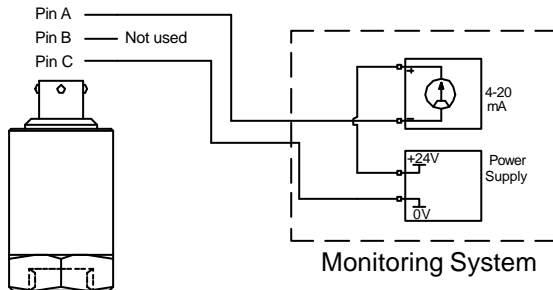 Pin A
Pin B
Not used
Pin C
+
4-20
mA
-
+24V
Power
Supply
0V
Monitoring System